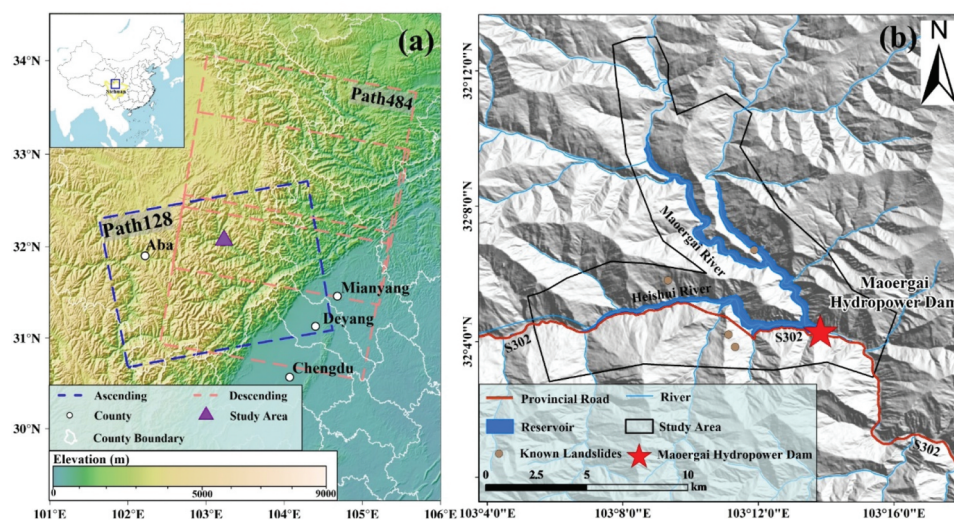 (a)
34°N
33°N
32°N
31°N
30°N
Path484
Path128
Aba
Mianyang
Deyang
Chengdu
Ascending
Descending
County
Study Area
County Boundary
Elevation (m)
0
5000
9000
101°E
102°E
103°E
104°E
105°E
106°E
(b)
N
32°12'0"N
32°8'0"N
32°4'0"N
Maoergai River
Heishui River
Maoergai
Hydropower Dam
S302
S302
S302
Provincial Road
River
Reservoir
Study Area
Known Landslides
Maoergai Hydropower Dam
0
2.5
5
10
km
103°4'0"E
103°8'0"E
103°12'0"E
103°16'0"E